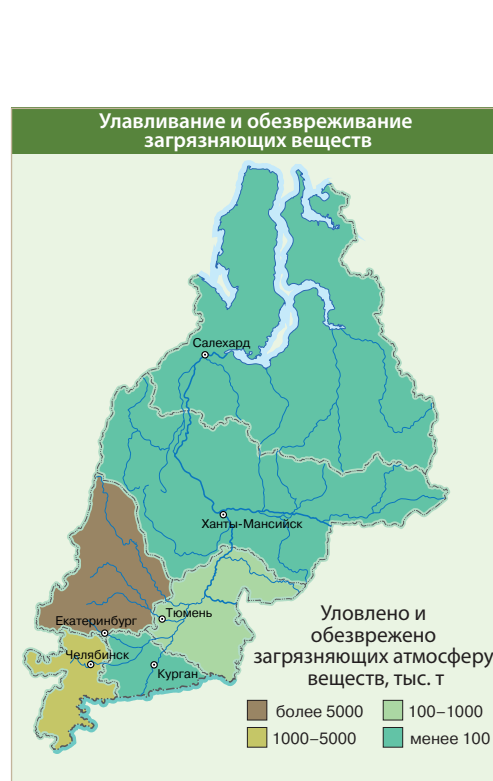 Улавливание и обезвреживание
загрязняющих веществ
Салехард
Ханты-Мансийск
Тюмень
Екатеринбург
Челябинск
Курган
Уловлено и
обезврежено
загрязняющих атмосферу
веществ, тыс. т
более 5000
100–1000
1000–5000
менее 100